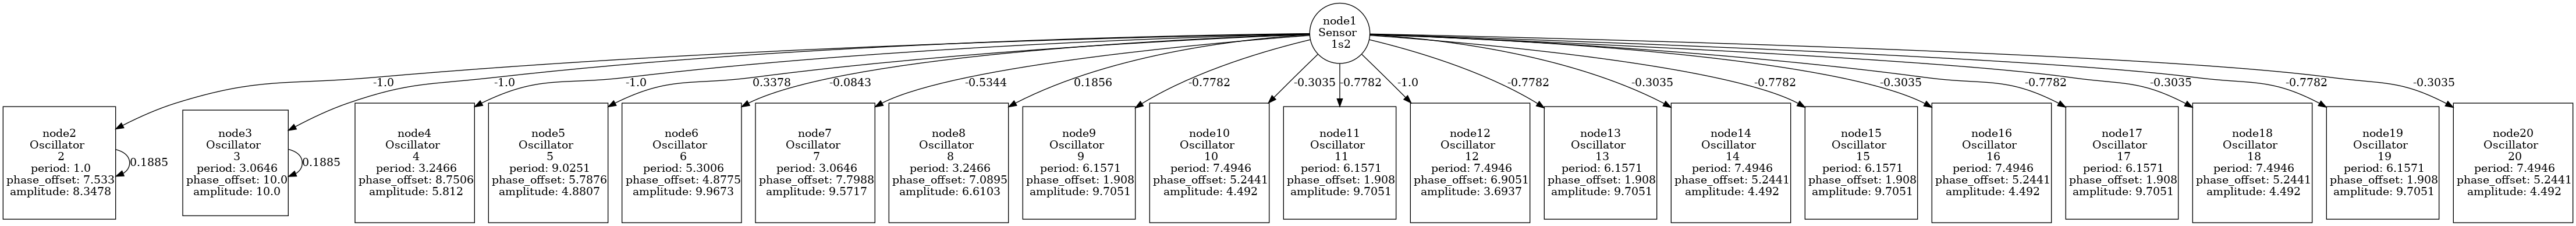 node1
Sensor
1s2
-1.0
-1.0
-1.0
0.3378
-0.0843
-0.5344
0.1856
-0.7782
-0.3035
-0.7782
-1.0
-0.7782
-0.3035
-0.7782
-0.3035
-0.7782
-0.3035
-0.7782
-0.3035
node2
Oscillator
2
period: 1.0
phase_offset: 7.533
amplitude: 8.3478
0.1885
node3
Oscillator
3
period: 3.0646
phase_offset: 10.0
amplitude: 10.0
0.1885
node4
Oscillator
4
period: 3.2466
phase_offset: 8.7506
amplitude: 5.812
node5
Oscillator
5
period: 9.0251
phase_offset: 5.7876
amplitude: 4.8807
node6
Oscillator
6
period: 5.3006
phase_offset: 4.8775
amplitude: 9.9673
node7
Oscillator
7
period: 3.0646
phase_offset: 7.7988
amplitude: 9.5717
node8
Oscillator
8
period: 3.2466
phase_offset: 7.0895
amplitude: 6.6103
node9
Oscillator
9
period: 6.1571
phase_offset: 1.908
amplitude: 9.7051
node10
Oscillator
10
period: 7.4946
phase_offset: 5.2441
amplitude: 4.492
node11
Oscillator
11
period: 6.1571
phase_offset: 1.908
amplitude: 9.7051
node12
Oscillator
12
period: 7.4946
phase_offset: 6.9051
amplitude: 3.6937
node13
Oscillator
13
period: 6.1571
phase_offset: 1.908
amplitude: 9.7051
node14
Oscillator
14
period: 7.4946
phase_offset: 5.2441
amplitude: 4.492
node15
Oscillator
15
period: 6.1571
phase_offset: 1.908
amplitude: 9.7051
node16
Oscillator
16
period: 7.4946
phase_offset: 5.2441
amplitude: 4.492
node17
Oscillator
17
period: 6.1571
phase_offset: 1.908
amplitude: 9.7051
node18
Oscillator
18
period: 7.4946
phase_offset: 5.2441
amplitude: 4.492
node19
Oscillator
19
period: 6.1571
phase_offset: 1.908
amplitude: 9.7051
node20
Oscillator
20
period: 7.4946
phase_offset: 5.2441
amplitude: 4.492